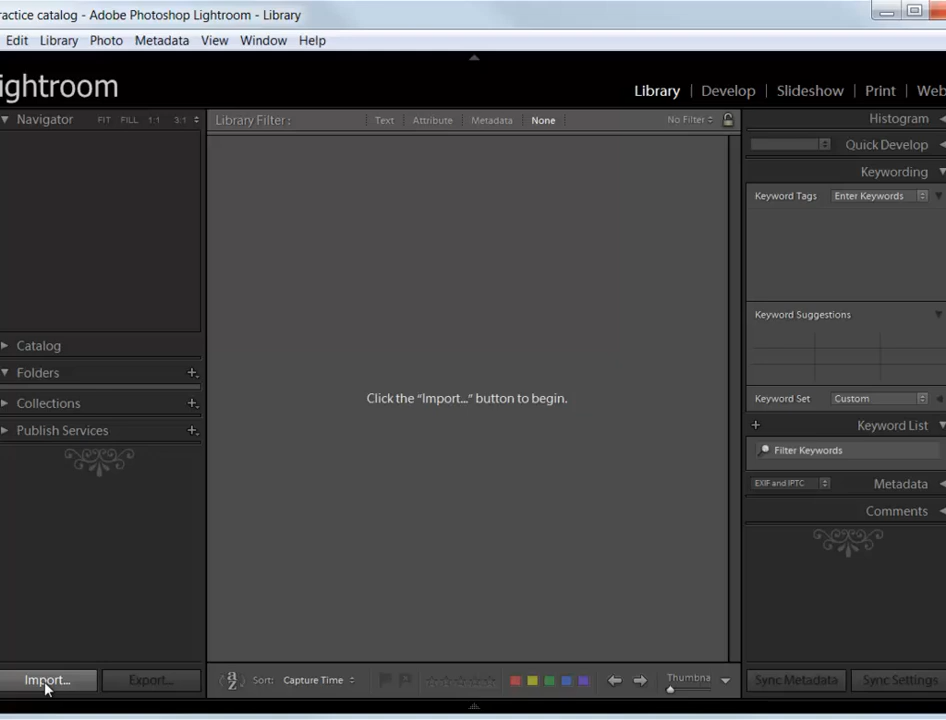 ractice catalog - Adobe Photoshop Lightroom - Library
Edit Library Photo Metadata View Window Help
ightroom
Library | Develop | Slideshow | Print | Web
Navigator FIT FILL 1:1 3:1
Library Filter : Text Attribute Metadata None No Filter
Histogram
Quick Develop
Keywording
Keyword Tags Enter Keywords
Keyword Suggestions
Catalog
Folders
Collections
Publish Services
Click the “Import...” button to begin.
Keyword Set Custom
Keyword List
Filter Keywords
EXIF and IPTC Metadata
Comments
Import... Export...
Sort: Capture Time
Thumbna
Sync Metadata Sync Settings